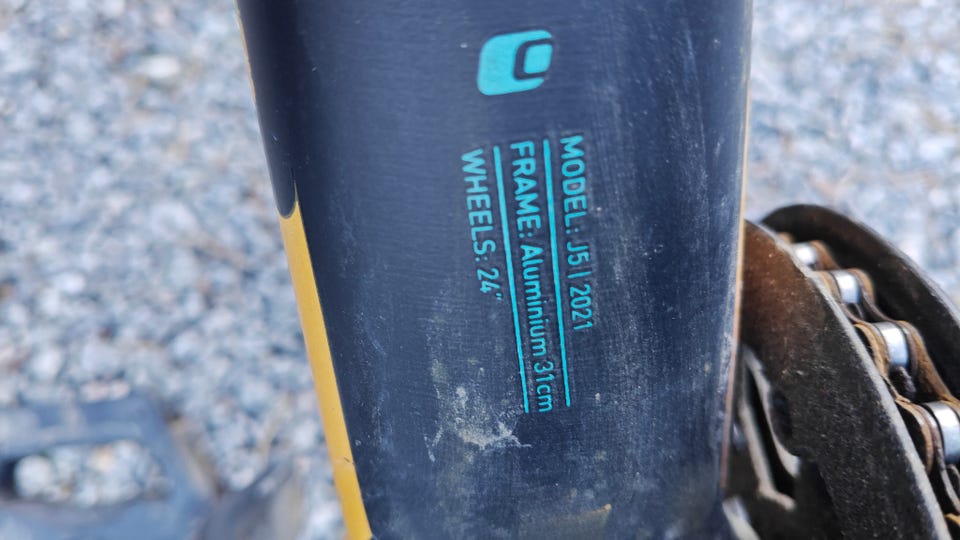 MODEL: J5 | 2021
FRAME: Aluminium 31cm
WHEELS: 24"